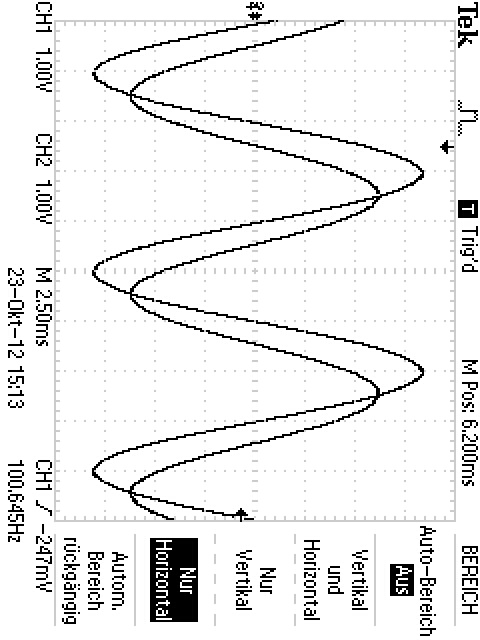 Tek
T Trig'd
M Pos: 6.200ms
BEREICH
Auto-Bereich
Aus
Vertikal
und
Horizontal
Nur
Vertikal
Nur
Horizontal
Autom.
Bereich
rückgängig
CH1 1.00V
CH2 1.00V
M 2.50ms
CH1 / -247mV
23-Okt-12 15:13
100.645Hz